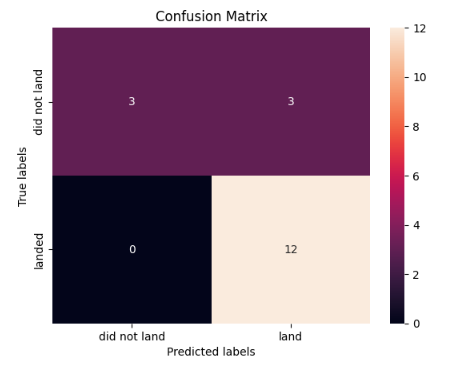 Confusion Matrix
True labels
did not land
landed
3 3
0 12
did not land land
Predicted labels
12
10
8
6
4
2
0